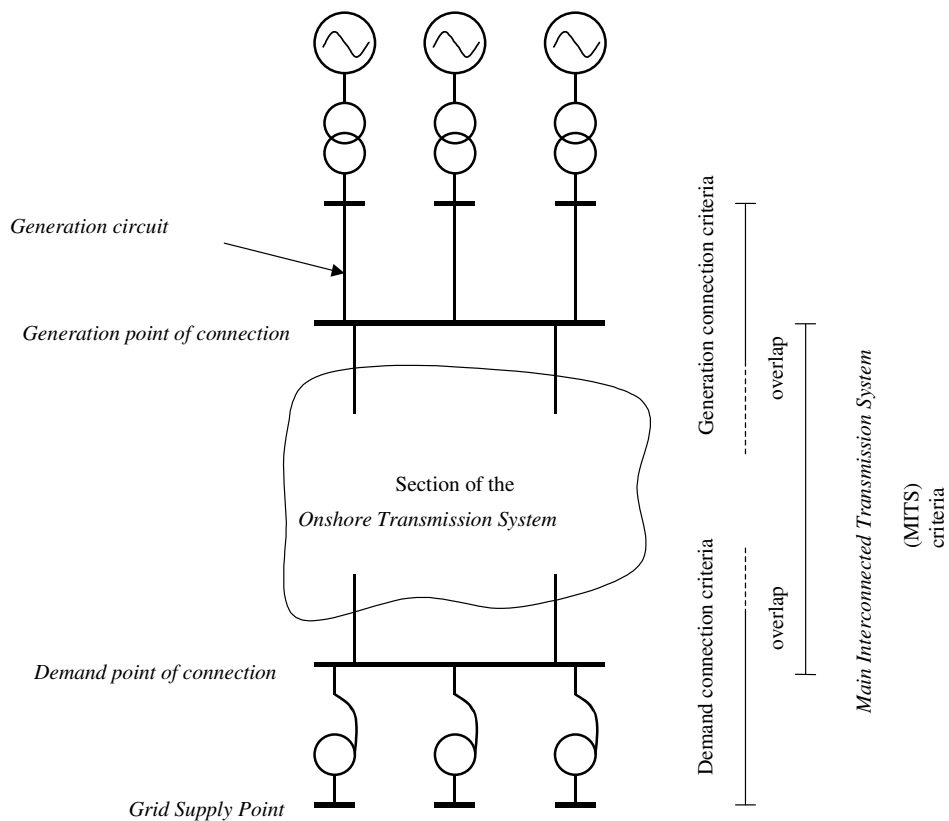 Generation circuit
Generation point of connection
Section of the
Onshore Transmission System
Demand point of connection
Grid Supply Point
Generation connection criteria
overlap
Demand connection criteria
overlap
Main Interconnected Transmission System
(MITS)
criteria